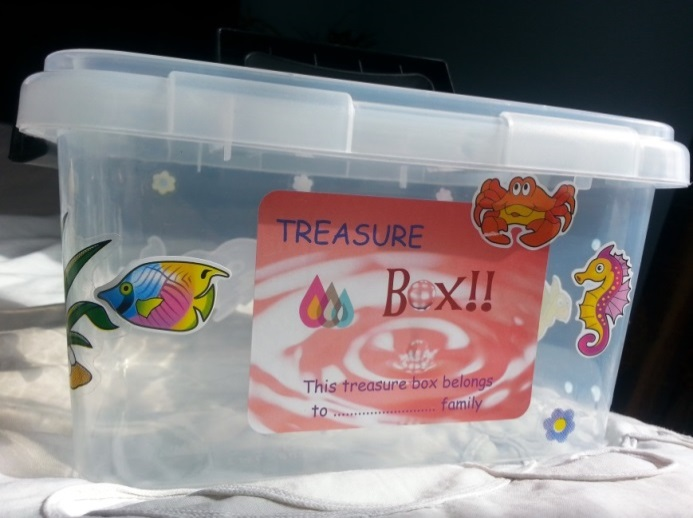 TREASURE
Box!!
This treasure box belongs
to .......................... family